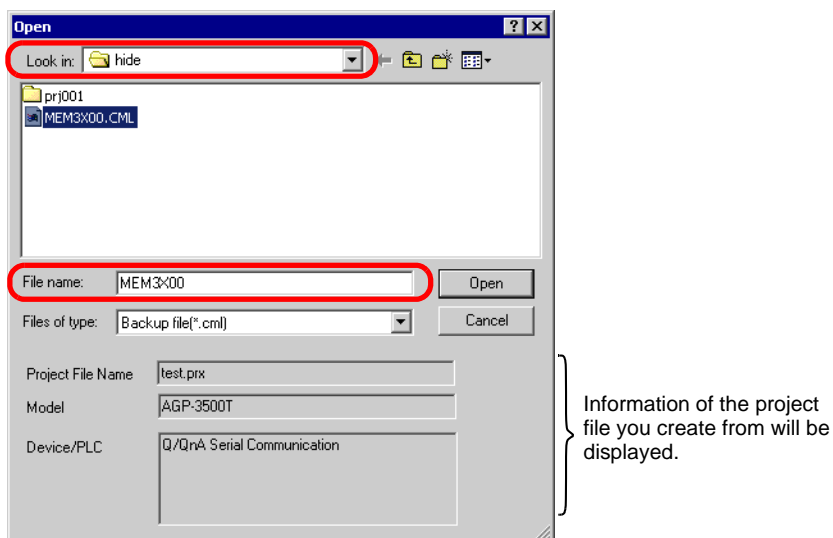 Open
Look in: hide
prj001
MEM3X00.CML
File name: MEM3X00 Open
Files of type: Backup file(*.cml) Cancel
Project File Name test.prx
Model AGP-3500T
Device/PLC Q/QnA Serial Communication
Information of the project
file you create from will be
displayed.